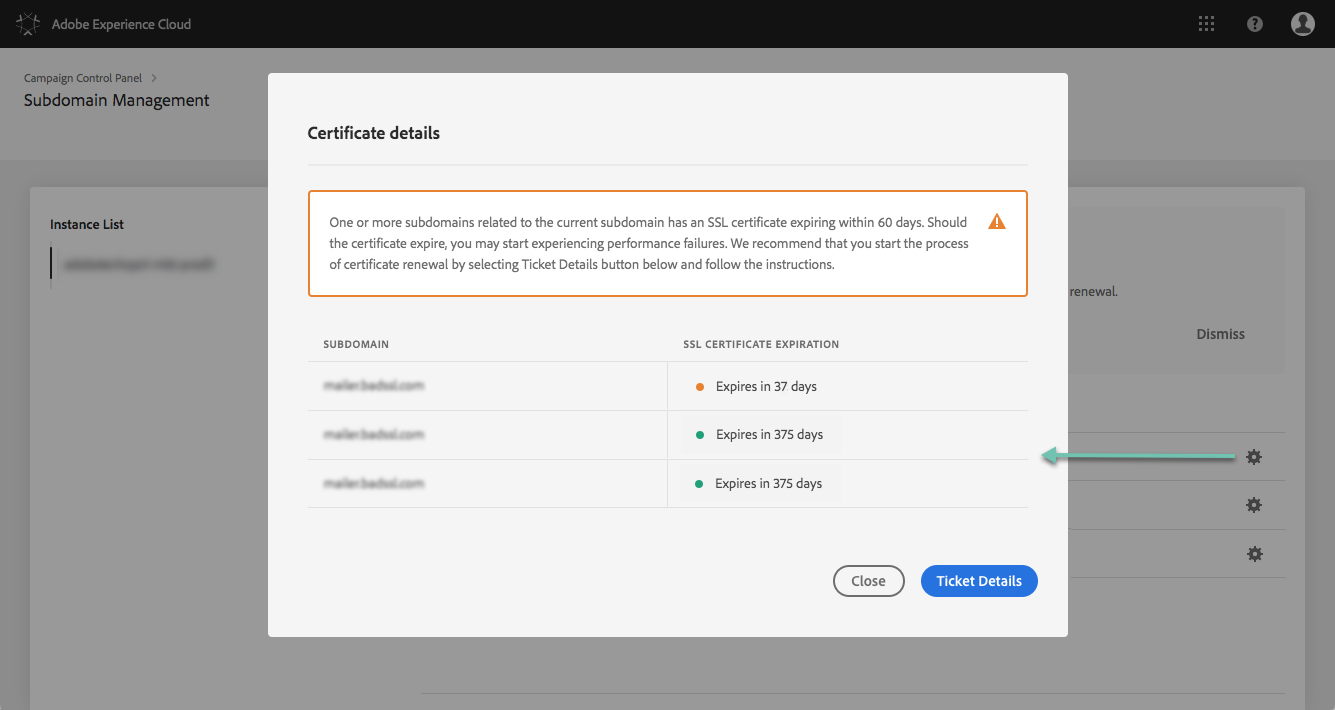 Adobe Experience Cloud
Campaign Control Panel >
Subdomain Management
Instance List
Certificate details
One or more subdomains related to the current subdomain has an SSL certificate expiring within 60 days. Should
the certificate expire, you may start experiencing performance failures. We recommend that you start the process
of certificate renewal by selecting Ticket Details button below and follow the instructions.
renewal.
Dismiss
SUBDOMAIN SSL CERTIFICATE EXPIRATION
mailer.badssl.com Expires in 37 days
mailer.badssl.com Expires in 375 days
mailer.badssl.com Expires in 375 days
Close Ticket Details